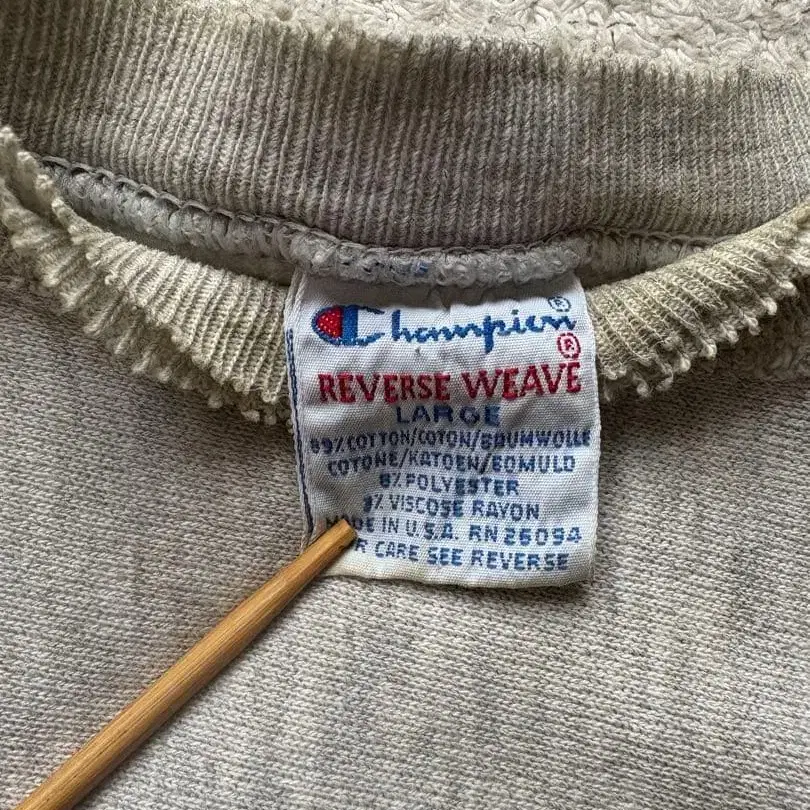 Champion®
REVERSE WEAVE®
LARGE
89% COTTON/COTON/BAUMWOLLE
COTONE/KATOEN/BOMULD
8% POLYESTER
3% VISCOSE RAYON
MADE IN U.S.A. RN 26094
R CARE SEE REVERSE